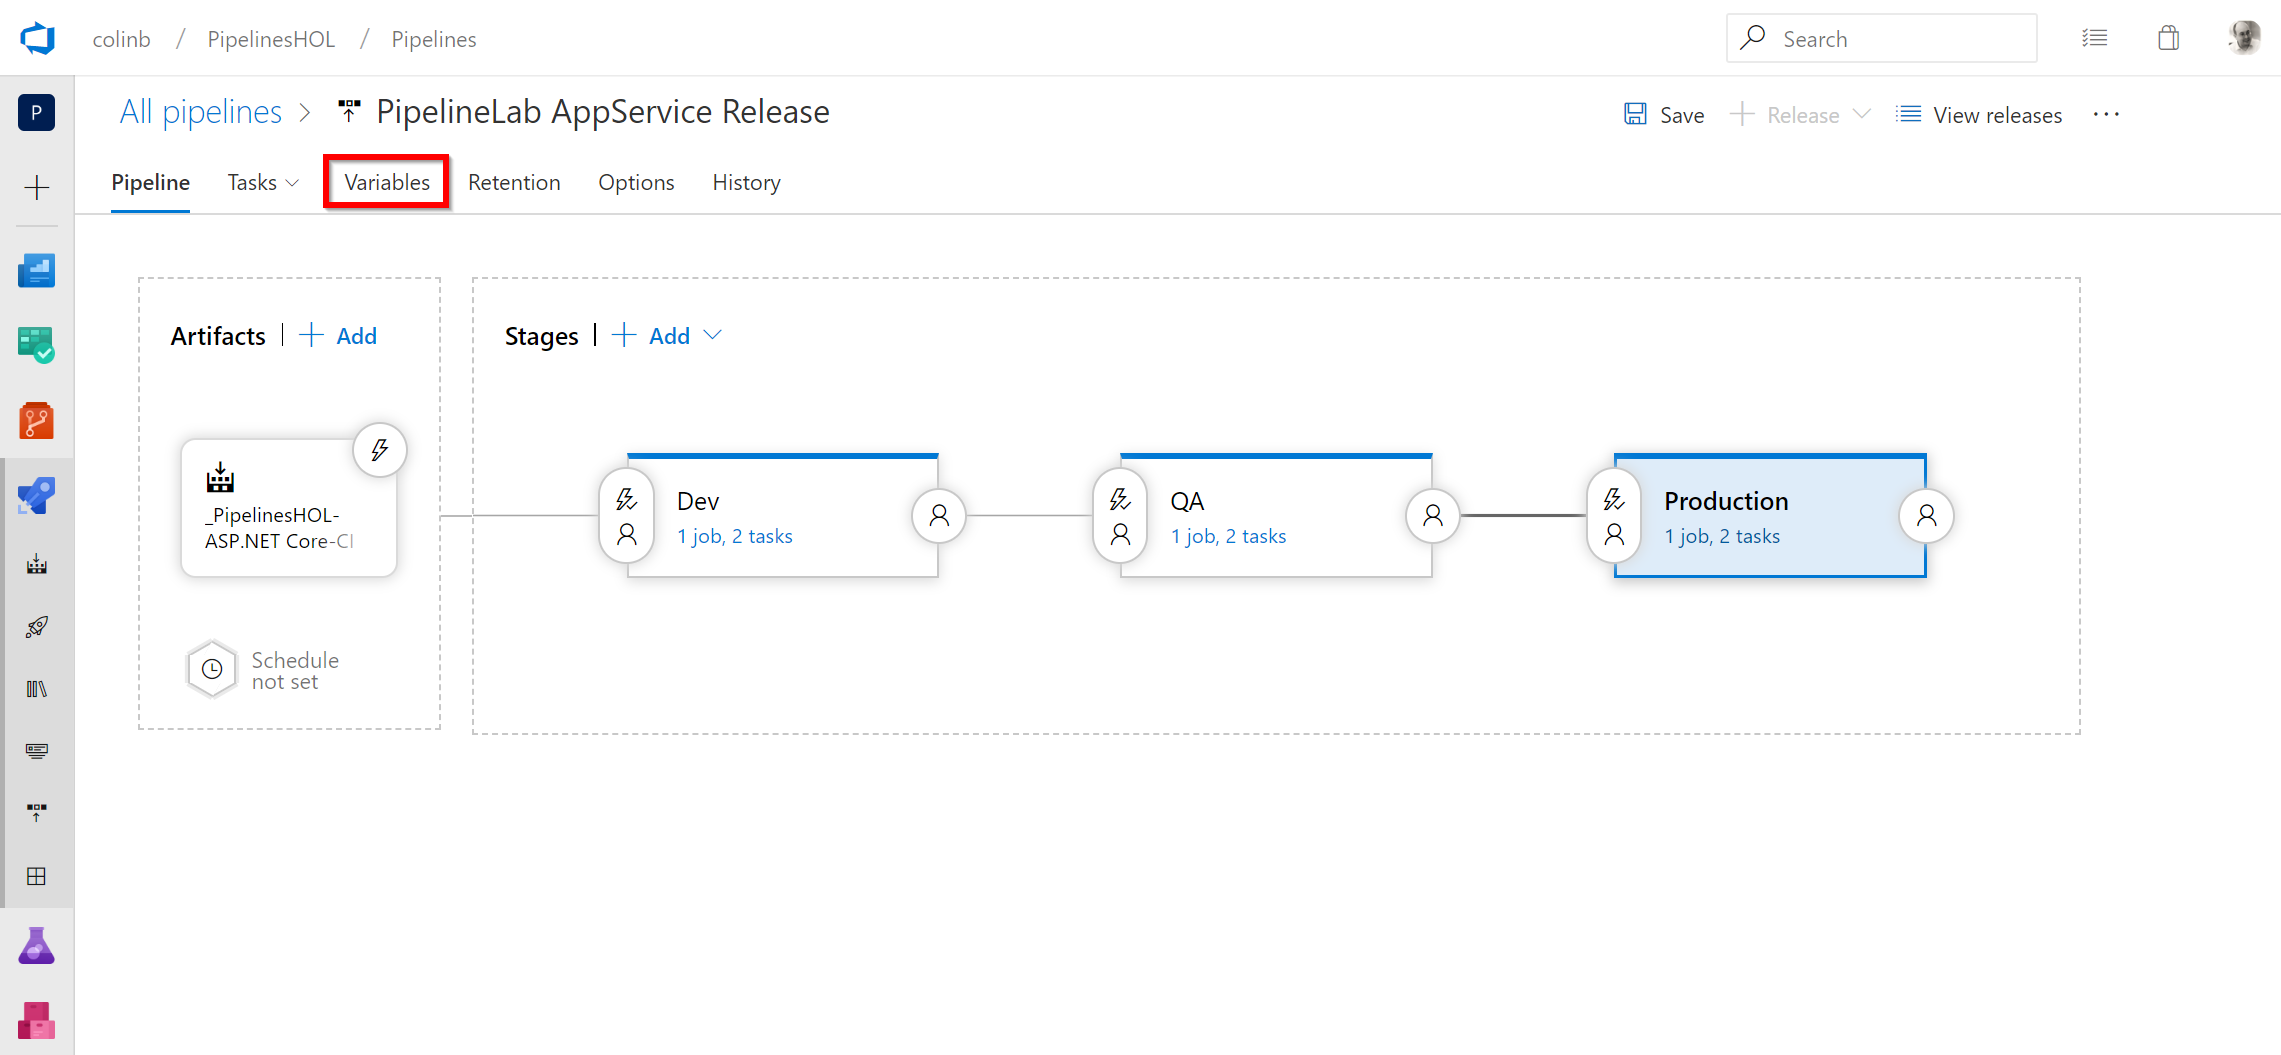 colinb / PipelinesHOL / Pipelines
Search
P
All pipelines > PipelineLab AppService Release
Save
Release
View releases
...
Pipeline Tasks Variables Retention Options History
Artifacts | + Add
Stages | + Add
_PipelinesHOL-
ASP.NET Core-CI
Schedule
not set
Dev
1 job, 2 tasks
QA
1 job, 2 tasks
Production
1 job, 2 tasks